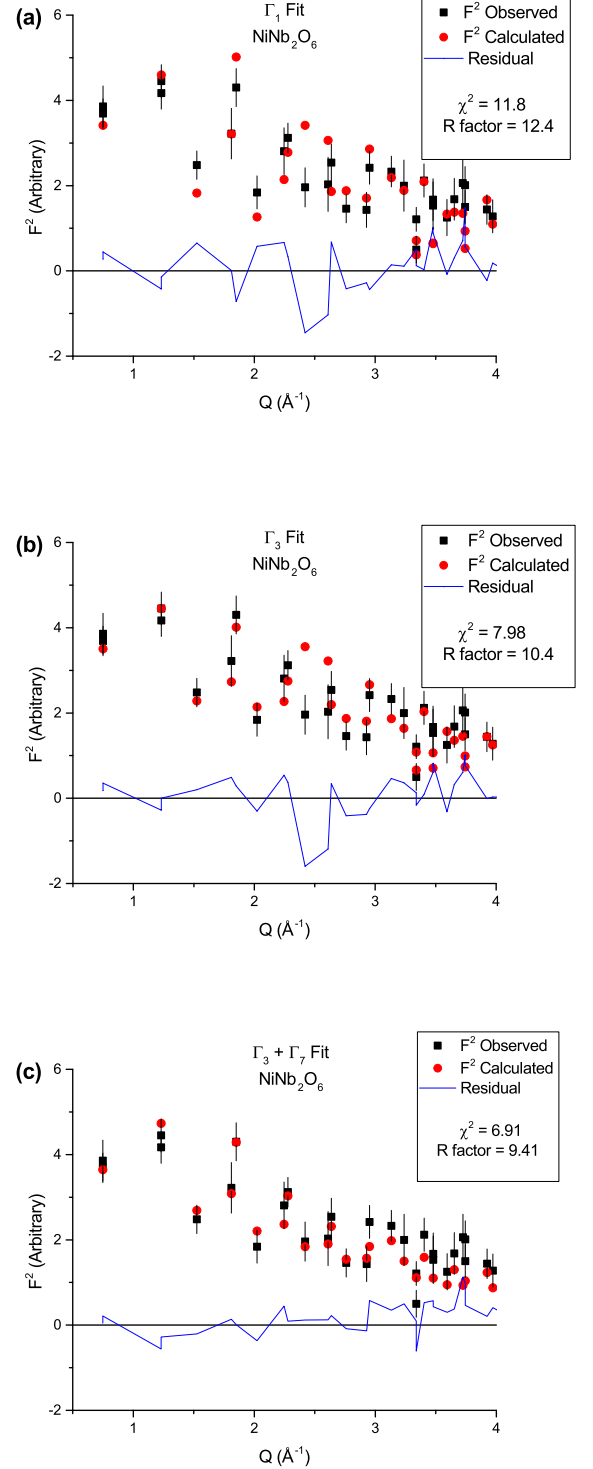 (a)
Γ₁ Fit
NiNb₂O₆
F² Observed
F² Calculated
Residual
χ² = 11.8
R factor = 12.4
F² (Arbitrary)
6
4
2
0
-2
1
2
3
4
Q (Å⁻¹)
(b)
Γ₃ Fit
NiNb₂O₆
F² Observed
F² Calculated
Residual
χ² = 7.98
R factor = 10.4
F² (Arbitrary)
6
4
2
0
-2
1
2
3
4
Q (Å⁻¹)
(c)
Γ₃ + Γ₇ Fit
NiNb₂O₆
F² Observed
F² Calculated
Residual
χ² = 6.91
R factor = 9.41
F² (Arbitrary)
6
4
2
0
-2
1
2
3
4
Q (Å⁻¹)